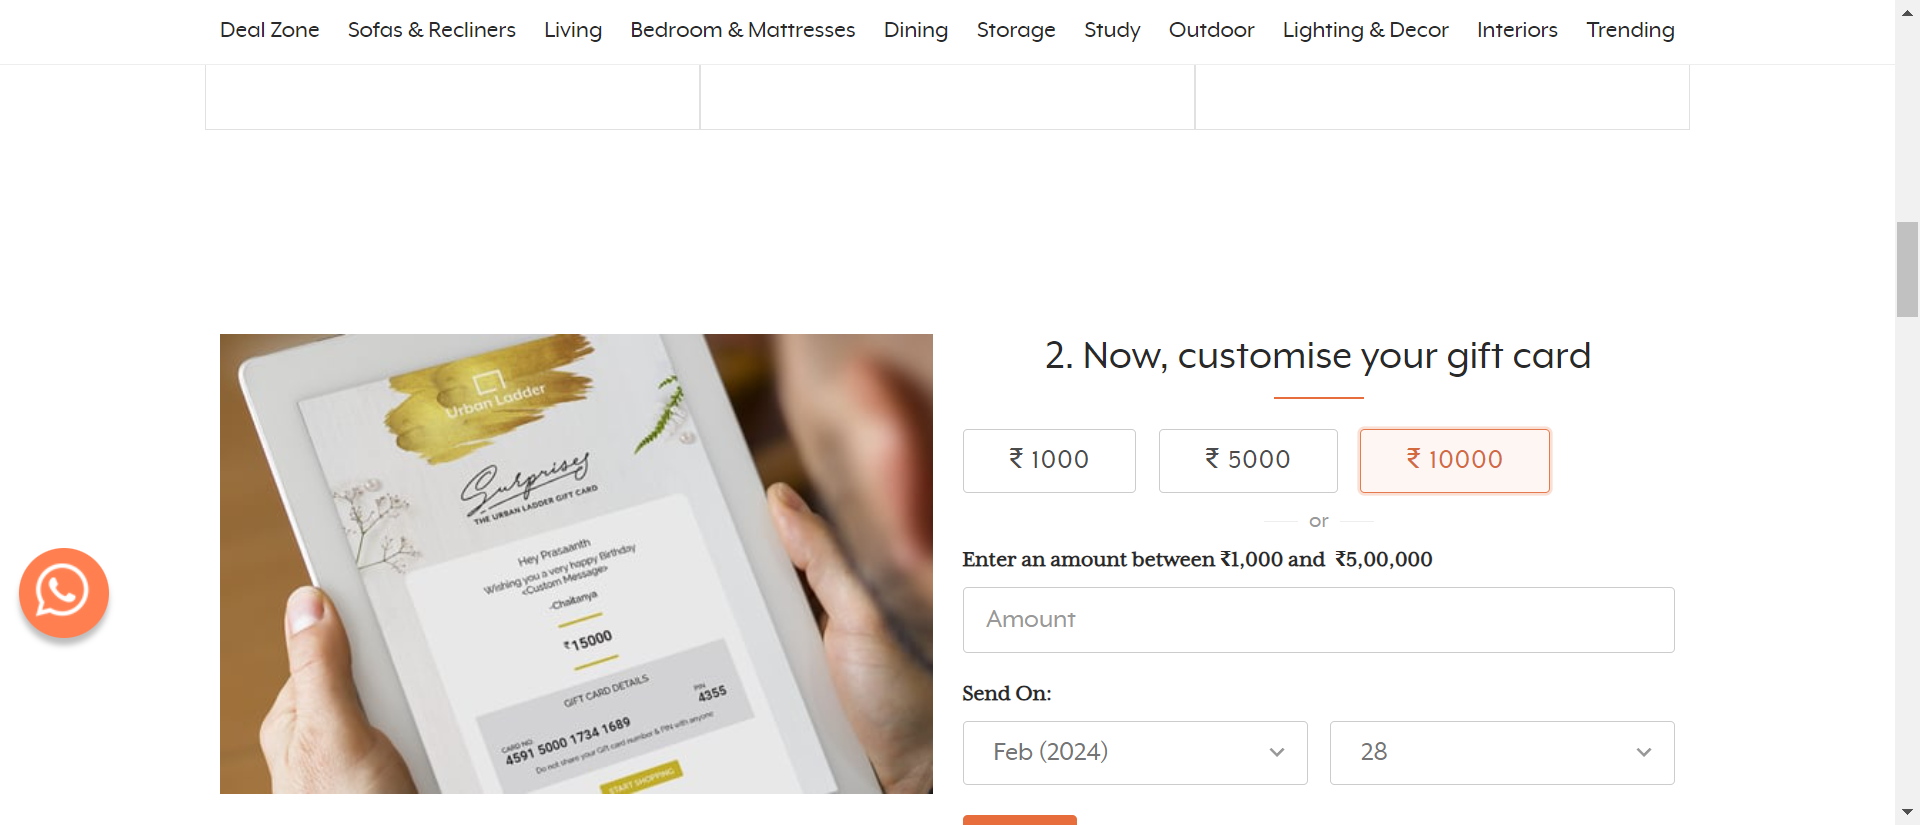 Deal Zone Sofas & Recliners Living Bedroom & Mattresses Dining Storage Study Outdoor Lighting & Decor Interiors Trending
Urban Ladder
Surprises
THE URBAN LADDER GIFT CARD
Hey Prasaanth
Wishing you a very happy Birthday
<Custom Message>
-Chaitanya
₹15000
GIFT CARD DETAILS
CARD NO.
4591 5000 1734 1689
PIN
4355
Do not share your Gift card number & PIN with anyone
START SHOPPING
2. Now, customise your gift card
₹ 1000 ₹ 5000 ₹ 10000
or
Enter an amount between ₹1,000 and ₹5,00,000
Amount
Send On:
Feb (2024) 28